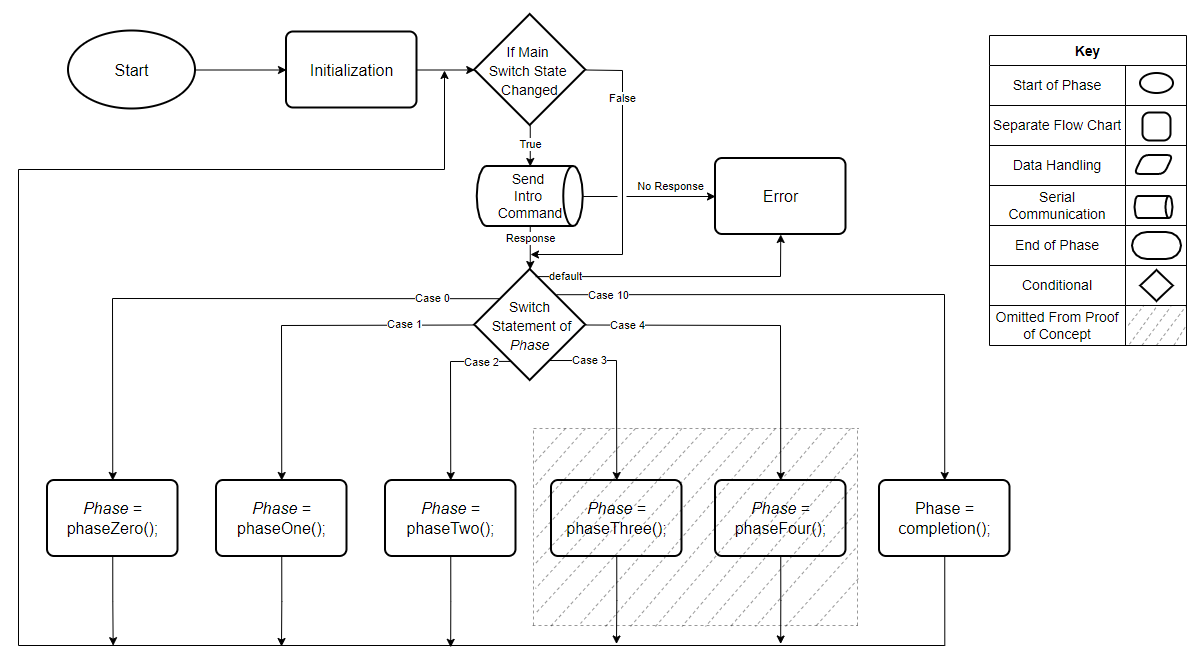 Start
Initialization
If Main
Switch State
Changed
False
True
Send
Intro
Command
No Response
Error
Response
default
Switch
Statement of
Phase
Case 0
Case 1
Case 2
Case 3
Case 4
Case 10
Phase =
phaseZero();
Phase =
phaseOne();
Phase =
phaseTwo();
Phase =
phaseThree();
Phase =
phaseFour();
Phase =
completion();
Key
Start of Phase
Separate Flow Chart
Data Handling
Serial
Communication
End of Phase
Conditional
Omitted From Proof
of Concept